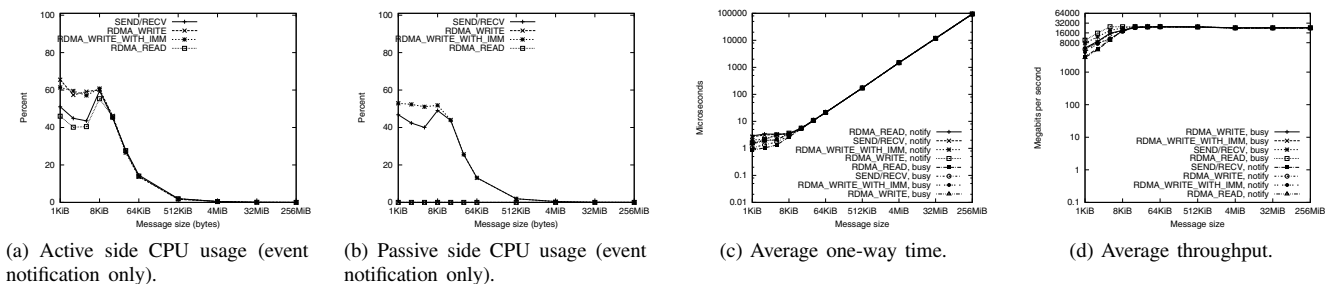 100
80
60
40
20
0
Percent
SEND/RECV
RDMA_WRITE
RDMA_WRITE_WITH_IMM
RDMA_READ
1KiB 8KiB 64KiB 512KiB 4MiB 32MiB 256MiB
Message size (bytes)
(a) Active side CPU usage (event
notification only).
100
80
60
40
20
0
Percent
SEND/RECV
RDMA_WRITE
RDMA_WRITE_WITH_IMM
RDMA_READ
1KiB 8KiB 64KiB 512KiB 4MiB 32MiB 256MiB
Message size (bytes)
(b) Passive side CPU usage (event
notification only).
100000
10000
1000
100
10
1
0.1
0.01
Microseconds
RDMA_READ, notify
SEND/RECV, notify
RDMA_WRITE_WITH_IMM, notify
RDMA_WRITE, notify
RDMA_READ, busy
SEND/RECV, busy
RDMA_WRITE_WITH_IMM, busy
RDMA_WRITE, busy
1KiB 8KiB 64KiB 512KiB 4MiB 32MiB 256MiB
Message size
(c) Average one-way time.
64000
32000
16000
8000
1000
100
10
1
0.1
Megabits per second
RDMA_WRITE, busy
RDMA_WRITE_WITH_IMM, busy
SEND/RECV, busy
RDMA_READ, busy
SEND/RECV, notify
RDMA_WRITE, notify
RDMA_WRITE_WITH_IMM, notify
RDMA_READ, notify
1KiB 8KiB 64KiB 512KiB 4MiB 32MiB 256MiB
Message size
(d) Average throughput.